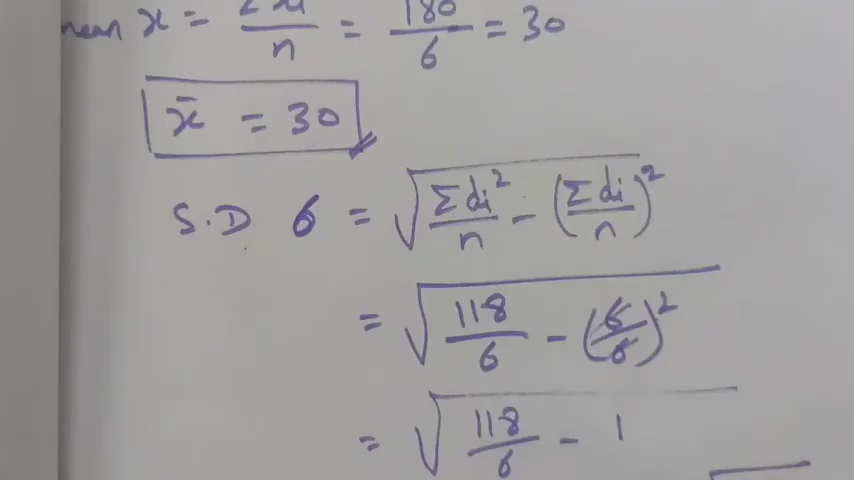 mean x = Σxi/n = 180/6 = 30
x̄ = 30
S.D σ = √(Σdi²/n - (Σdi/n)²)
= √(118/6 - (6/6)²)
= √(118/6 - 1